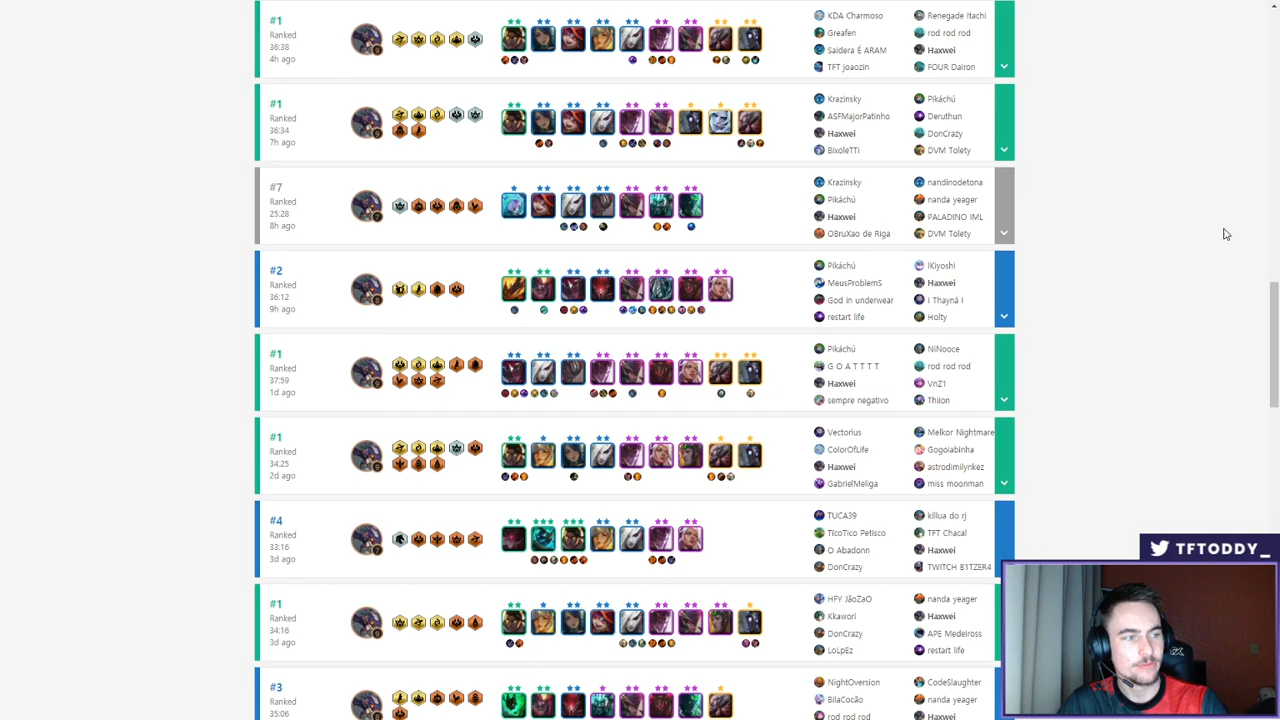 #1
Ranked
36:38
4h ago
KDA Charmoso
Greafen
Saidera É ARAM
TFT Joaozin
Renegade Itachi
rod rod rod
Haxwei
FOUR Dairon
#1
Ranked
36:34
7h ago
Krazinsky
ASFMajorPatinho
Haxwei
BixoleTTi
Pikáchú
Deruthun
DonCrazy
DVM Tolety
#7
Ranked
25:28
8h ago
Krazinsky
Pikáchú
Haxwei
OBruXao de Riga
nandinodetona
nanda yeager
PALADINO IML
DVM Tolety
#2
Ranked
36:12
9h ago
Pikáchú
MeusProblemS
God in underwear
restart life
IKiyoshi
Haxwei
I Thayná I
Holty
#1
Ranked
37:59
1d ago
Pikáchú
G O A T T T T
Haxwei
sempre negativo
NiNooce
rod rod rod
VnZ1
Thiion
#1
Ranked
34:25
2d ago
Vectorius
ColorOfLife
Haxwei
GabrielMeliga
Melkor Nightmare
Gogoiabinha
astrodimilynkez
miss moonman
#4
Ranked
33:16
3d ago
TUCA39
TicoTico Petisco
O Abadonn
DonCrazy
killua do rj
TFT Chacal
Haxwei
TWITCH B1TZER4
#1
Ranked
34:16
3d ago
HFY JãoZaO
Kkawori
DonCrazy
LoLpEz
nanda yeager
Haxwei
APE Medeiross
restart life
#3
Ranked
35:06
NightOversion
BilaCocão
rod rod rod
CodeSlaughter
nanda yeager
Haxwei
TFTODDY_